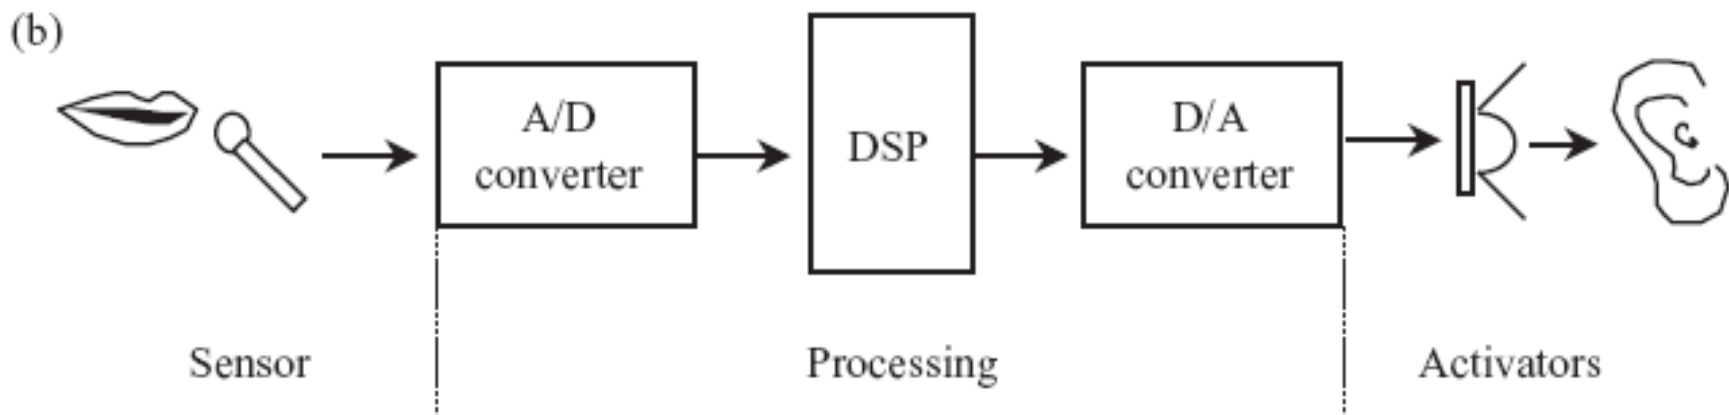 (b)
A/D
converter
DSP
D/A
converter
Sensor
Processing
Activators